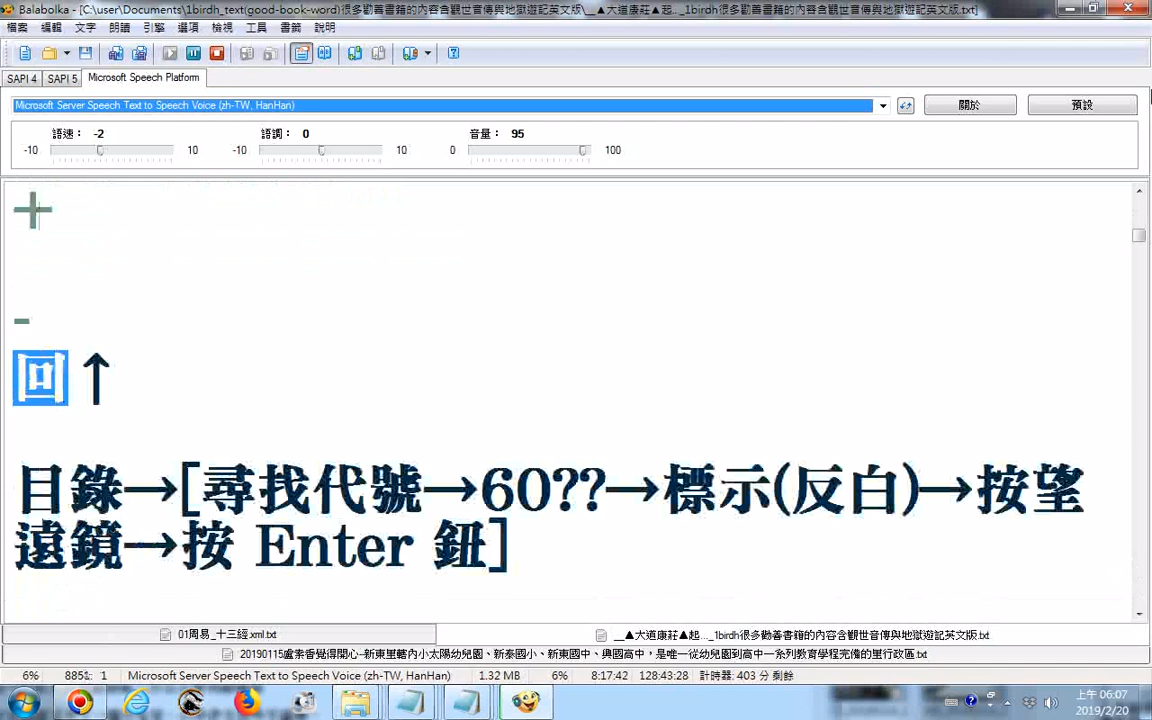 Balabolka - [C:\user\Documents\1birdh_text(good-book-word)很多勸善書籍的內容含觀世音傳與地獄遊記英文版\__▲大道康莊▲起..._1birdh很多勸善書籍的內容含觀世音傳與地獄遊記英文版.txt]
檔案 編輯 文字 朗讀 引擎 選項 檢視 工具 書籤 說明
SAPI 4 SAPI 5 Microsoft Speech Platform
Microsoft Server Speech Text to Speech Voice (zh-TW, HanHan) 關於 預設
語速: -2 語調: 0 音量: 95
-10 10 -10 10 0 100
+
-
回↑
目錄→[尋找代號→60??→標示(反白)→按望
遠鏡→按 Enter 鈕]
01周易_十三經.xml.txt __▲大道康莊▲起..._1birdh很多勸善書籍的內容含觀世音傳與地獄遊記英文版.txt
20190115盧素香覺得開心-新東里轄內小太陽幼兒園、新泰國小、新東國中、興國高中，是唯一從幼兒園到高中一系列教育學程完備的里行政區.txt
6% 885: 1 Microsoft Server Speech Text to Speech Voice (zh-TW, HanHan) 1.32 MB 6% 8:17:42 128:43:28 計時器: 403 分 剩餘
上午 06:07
2019/2/20